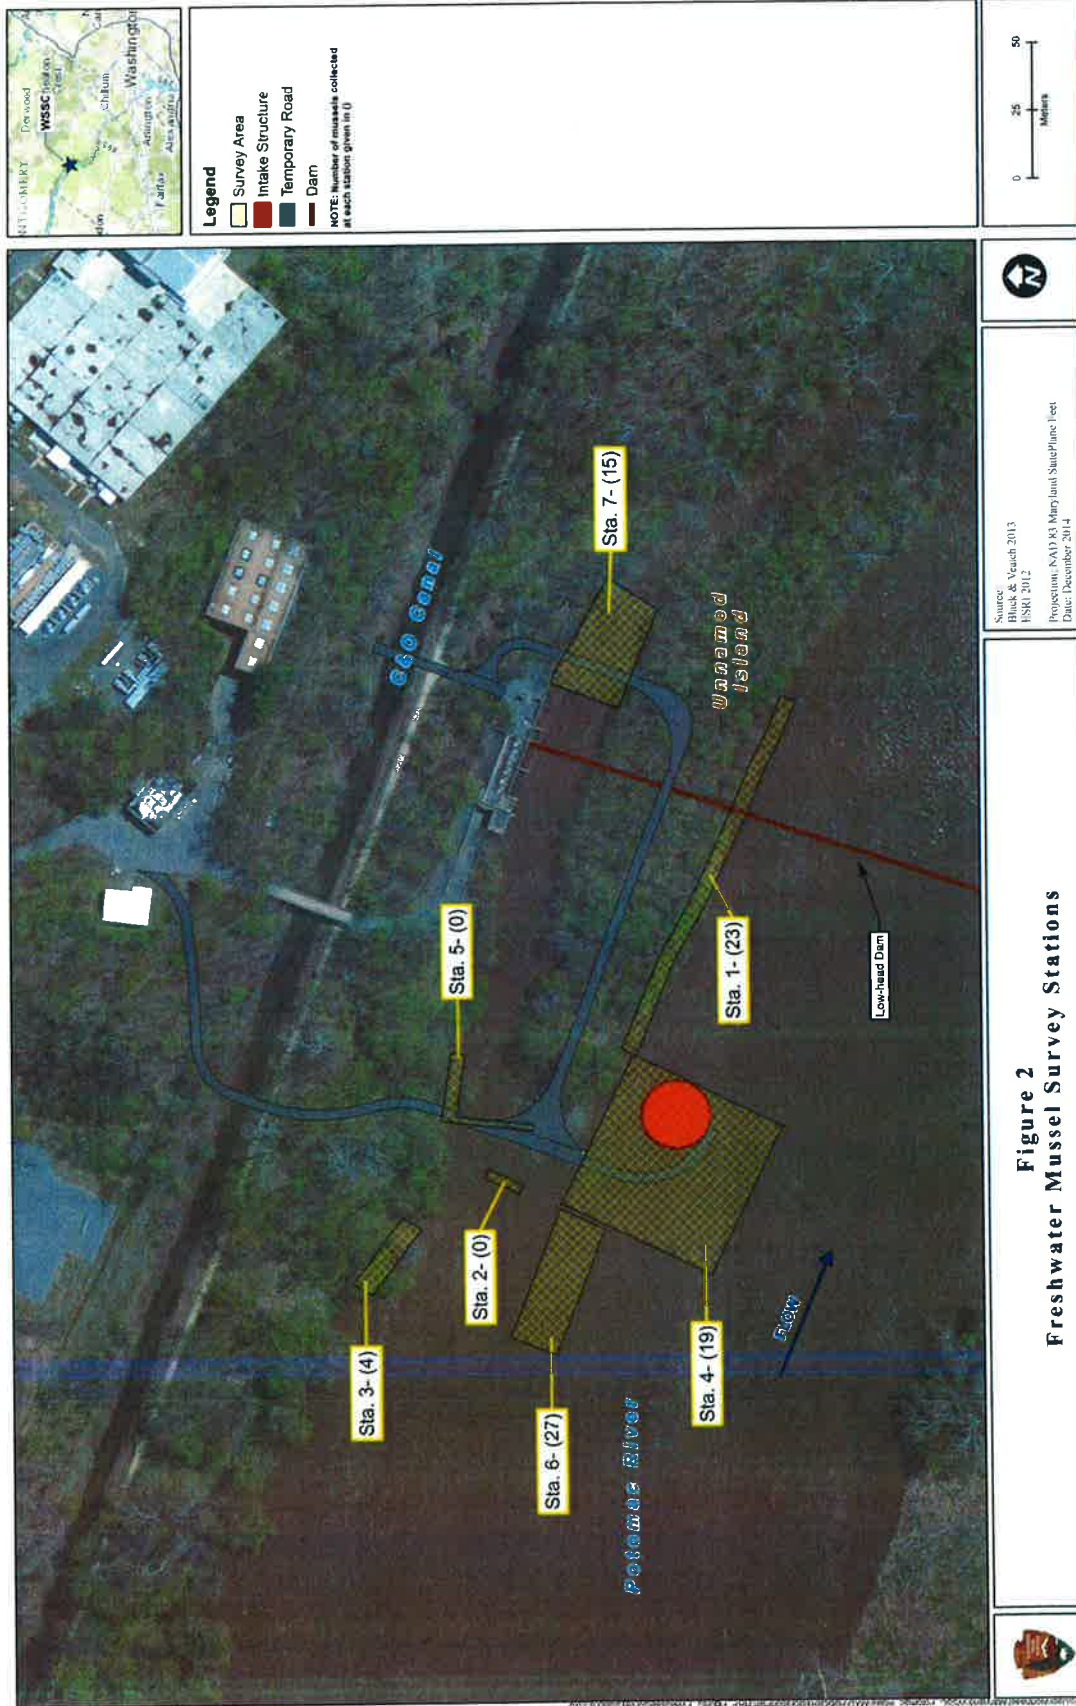 WSSC
Derwood
Chillum
Washington
Arlington
Fairfax
Alexandria
Legend
Survey Area
Intake Structure
Temporary Road
Dam
NOTE: Number of mussels collected
at each station given in ()
C&O Canal
Sta. 7- (15)
Unnamed
Island
Sta. 5- (0)
Sta. 1- (23)
Low-head Dam
Sta. 2- (0)
Sta. 3- (4)
Sta. 6- (27)
Sta. 4- (19)
Flow
Potomac River
Figure 2
Freshwater Mussel Survey Stations
Source:
Black & Veatch 2013
ESRI 2012
Projection: NAD 83 Maryland StatePlane Feet
Date: December 2014
N
0 25 50
Meters